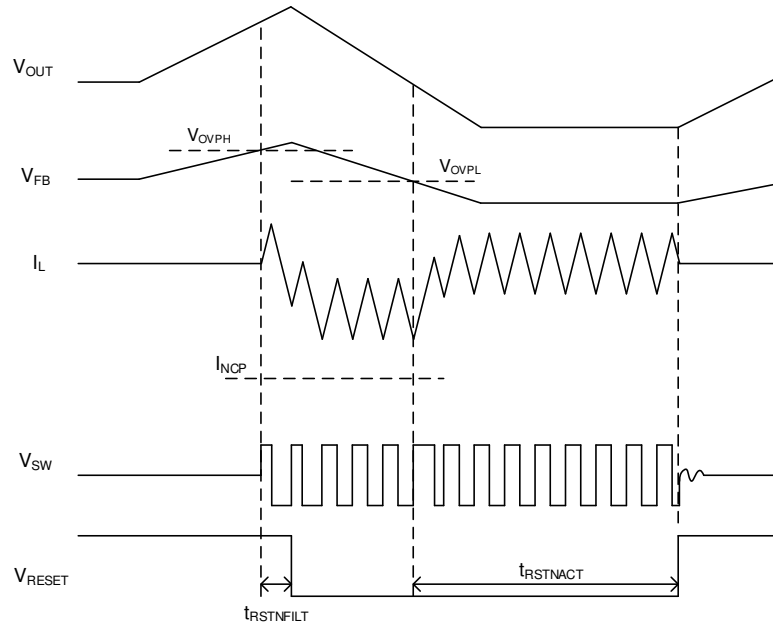 VOUT
VOVPH
VOVPL
VFB
IL
INCP
VSW
VRESET
tRSTNACT
tRSTNFILT